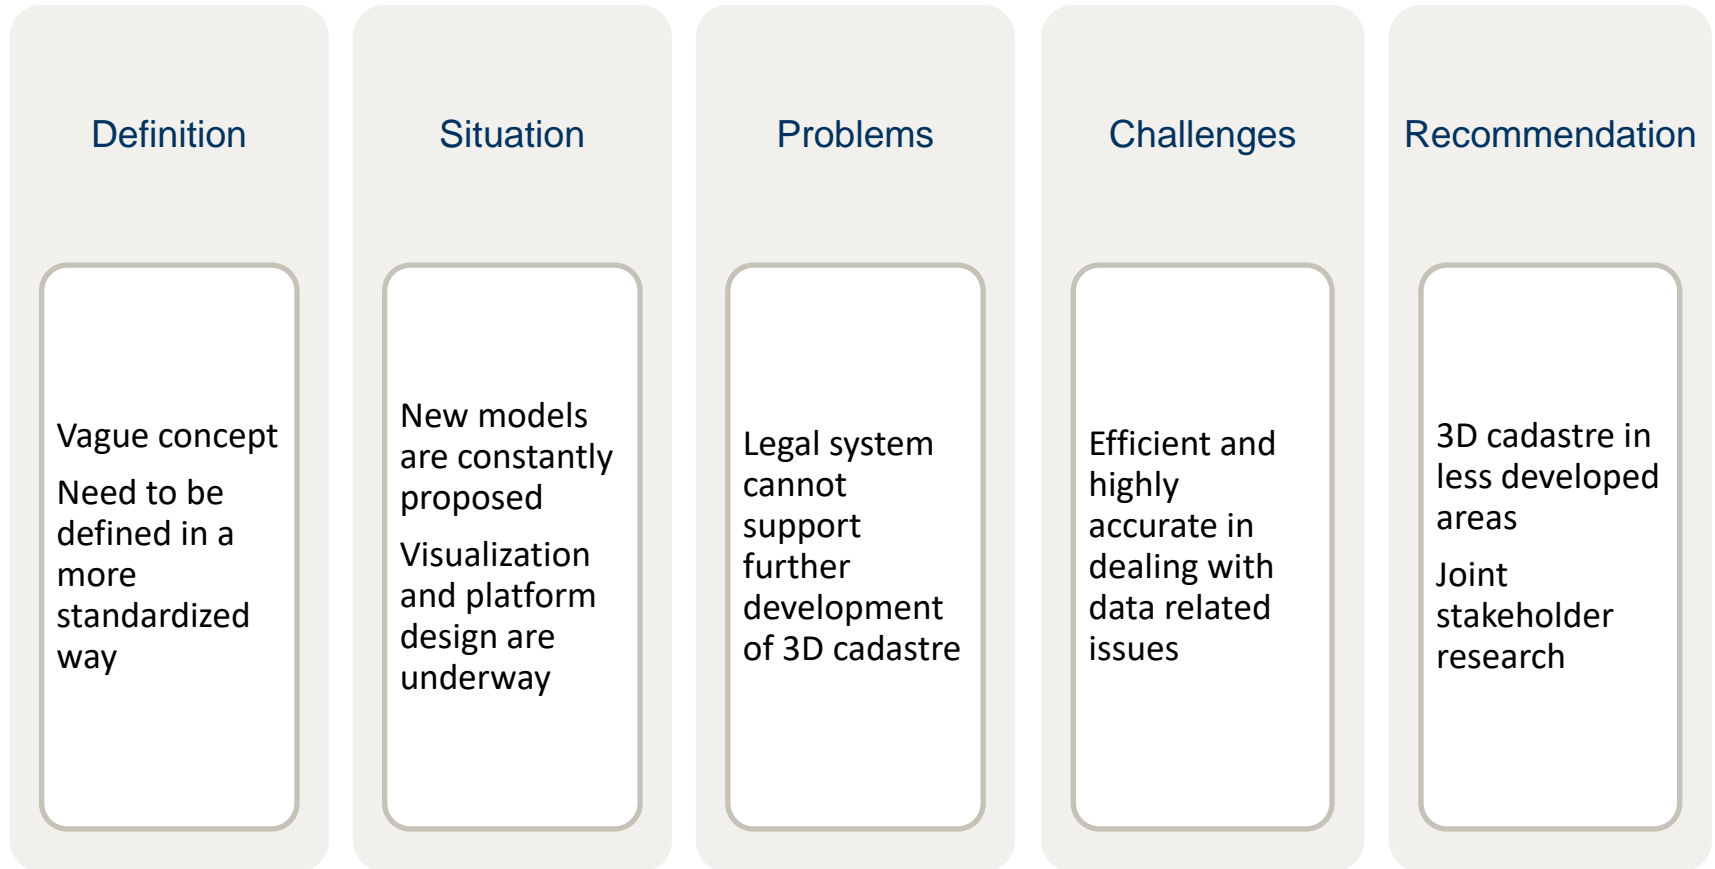 Definition
Vague concept
Need to be
defined in a
more
standardized
way
Situation
New models
are constantly
proposed
Visualization
and platform
design are
underway
Problems
Legal system
cannot
support
further
development
of 3D cadastre
Challenges
Efficient and
highly
accurate in
dealing with
data related
issues
Recommendation
3D cadastre in
less developed
areas
Joint
stakeholder
research